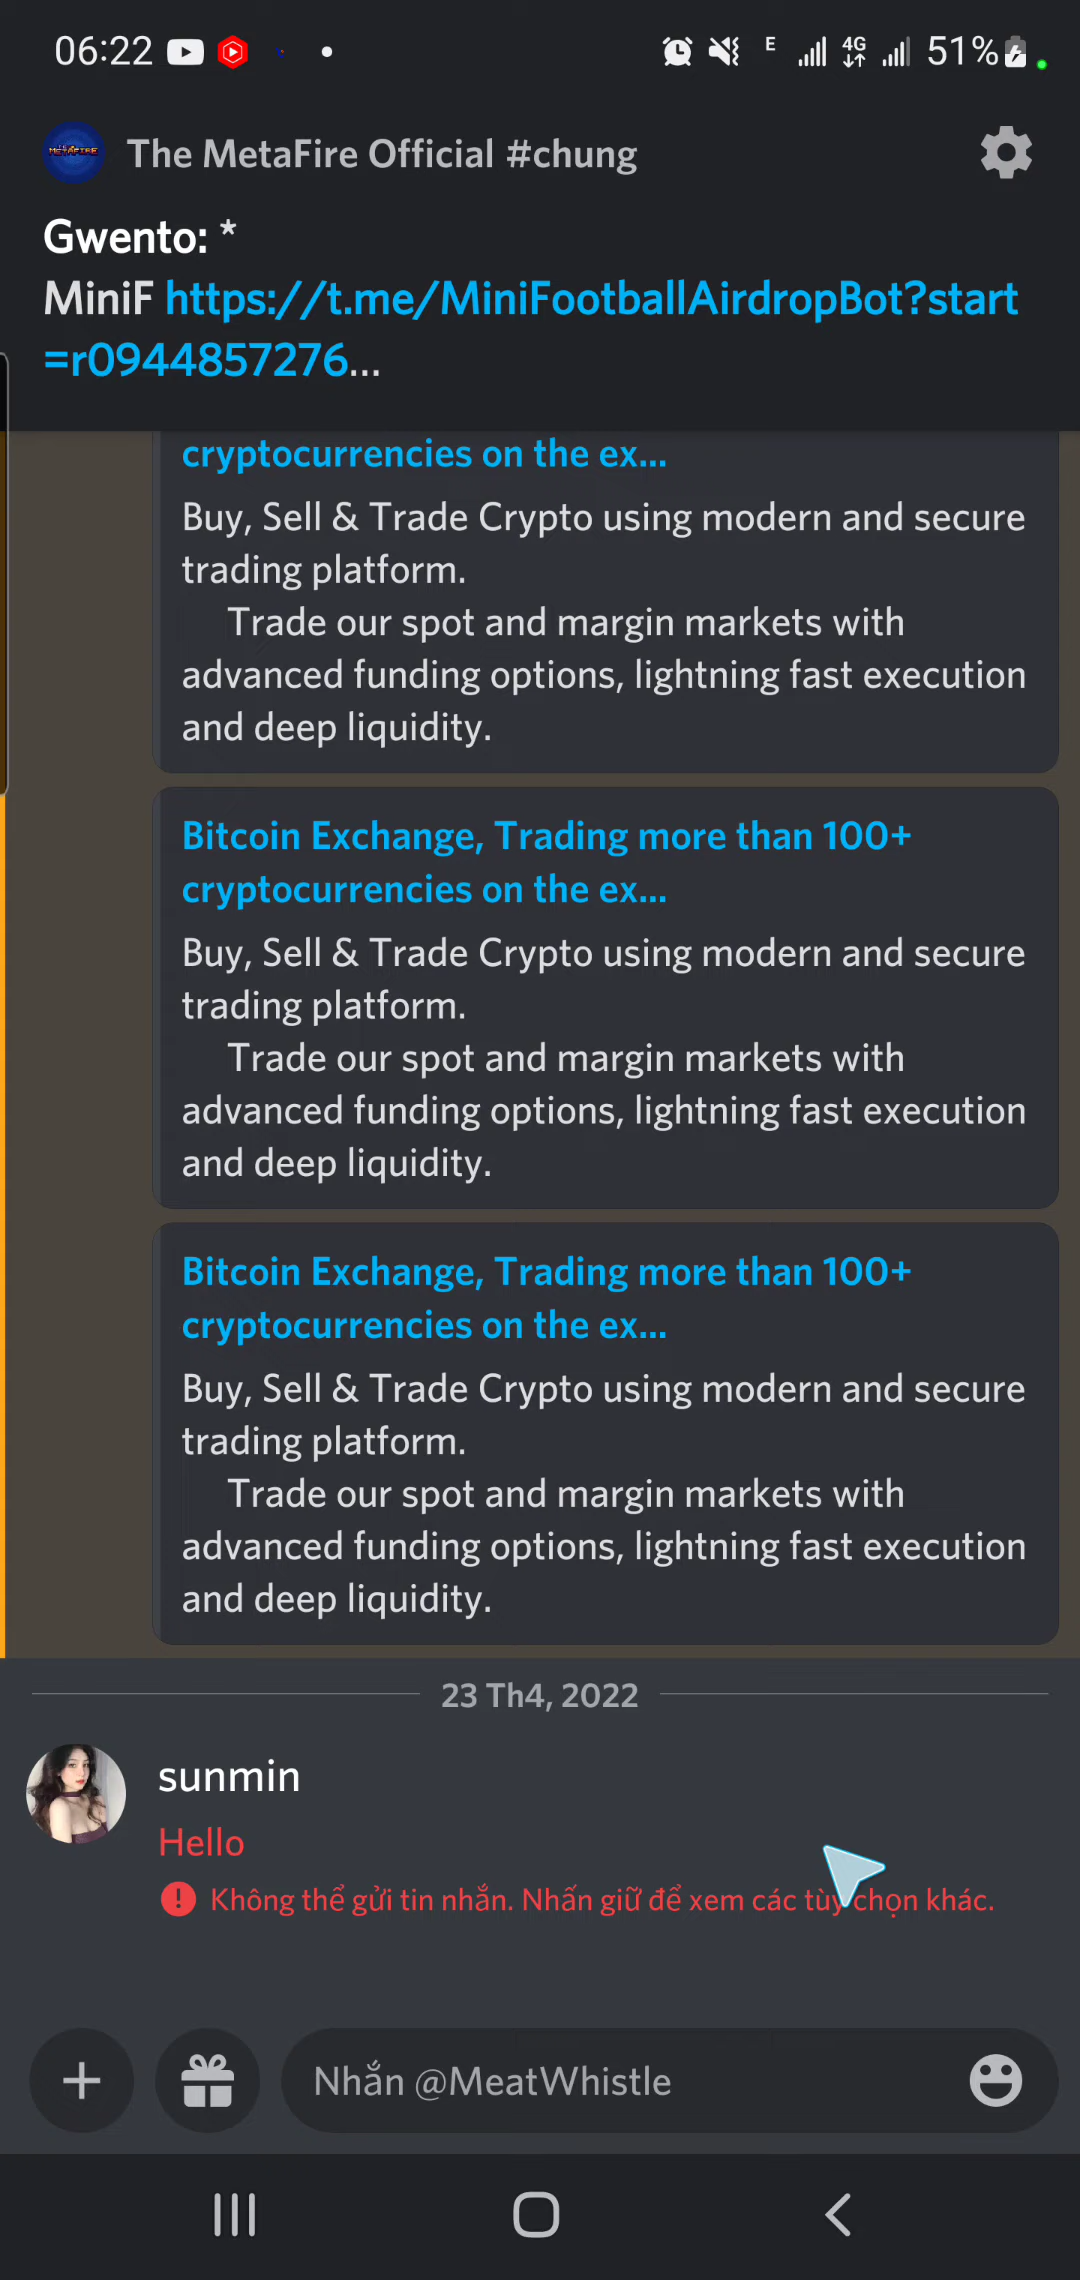 06:22
E
4G
51%
METAFIRE
The MetaFire Official #chung
Gwento: *
MiniF https://t.me/MiniFootballAirdropBot?start
=r0944857276...
cryptocurrencies on the ex...
Buy, Sell & Trade Crypto using modern and secure
trading platform.
Trade our spot and margin markets with
advanced funding options, lightning fast execution
and deep liquidity.
Bitcoin Exchange, Trading more than 100+
cryptocurrencies on the ex...
Buy, Sell & Trade Crypto using modern and secure
trading platform.
Trade our spot and margin markets with
advanced funding options, lightning fast execution
and deep liquidity.
Bitcoin Exchange, Trading more than 100+
cryptocurrencies on the ex...
Buy, Sell & Trade Crypto using modern and secure
trading platform.
Trade our spot and margin markets with
advanced funding options, lightning fast execution
and deep liquidity.
23 Th4, 2022
sunmin
Hello
Không thể gửi tin nhắn. Nhấn giữ để xem các tùy chọn khác.
Nhắn @MeatWhistle